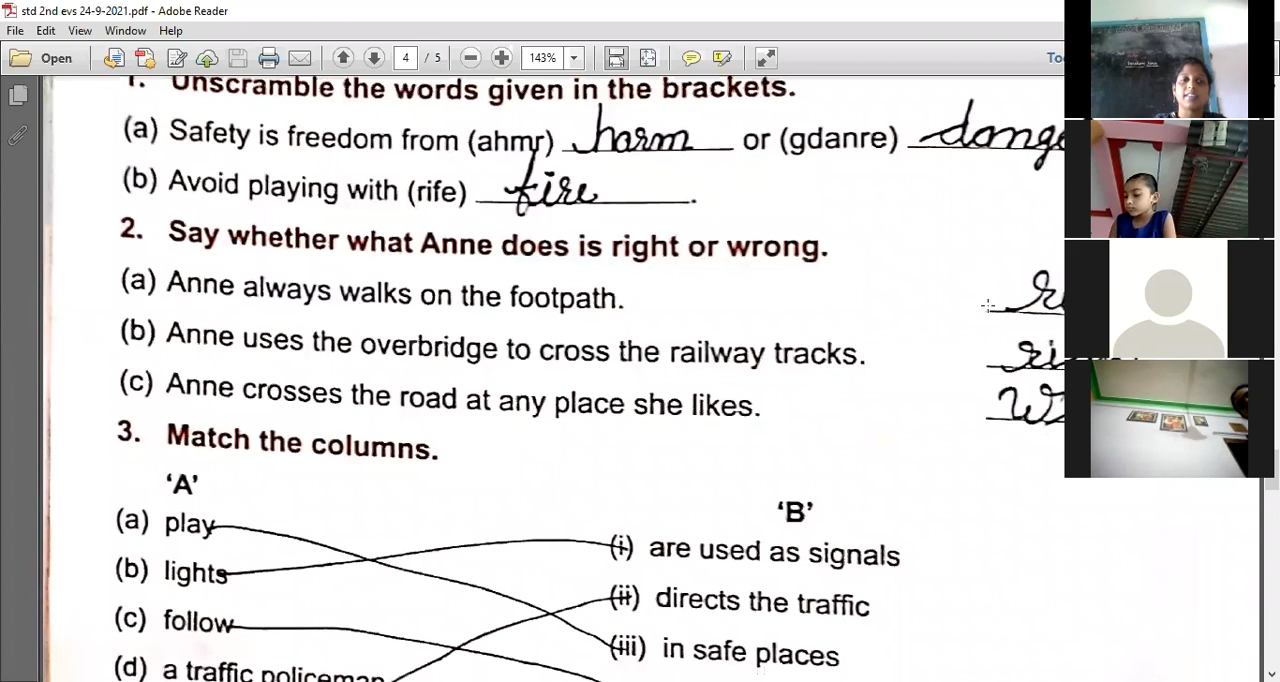 std 2nd evs 24-9-2021.pdf - Adobe Reader
File Edit View Window Help
Open 4 / 5 143%
1. Unscramble the words given in the brackets.
(a) Safety is freedom from (ahmr) harm or (gdanre)
(b) Avoid playing with (rife) fire.
2. Say whether what Anne does is right or wrong.
(a) Anne always walks on the footpath.
(b) Anne uses the overbridge to cross the railway tracks.
(c) Anne crosses the road at any place she likes.
3. Match the columns.
'A'
'B'
(a) play
(i) are used as signals
(b) lights
(ii) directs the traffic
(c) follow
(iii) in safe places
(d) a traffic policeman